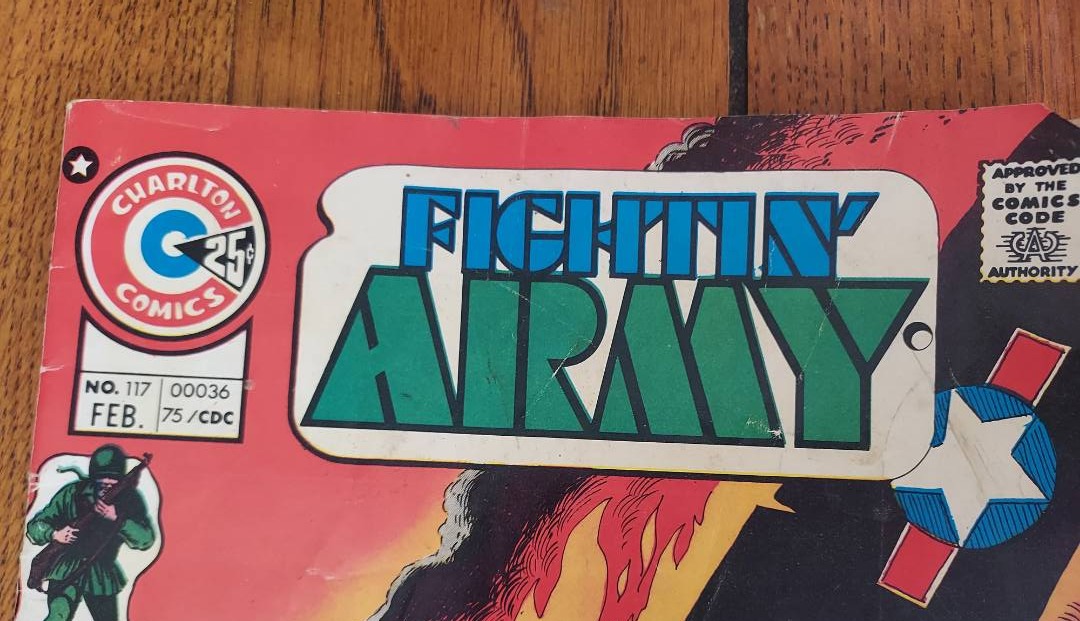 CHARLTON
25¢
COMICS
NO. 117 00036
FEB. 75/CDC
FIGHTIN'
ARMY
APPROVED
BY THE
COMICS
CODE
CA
AUTHORITY